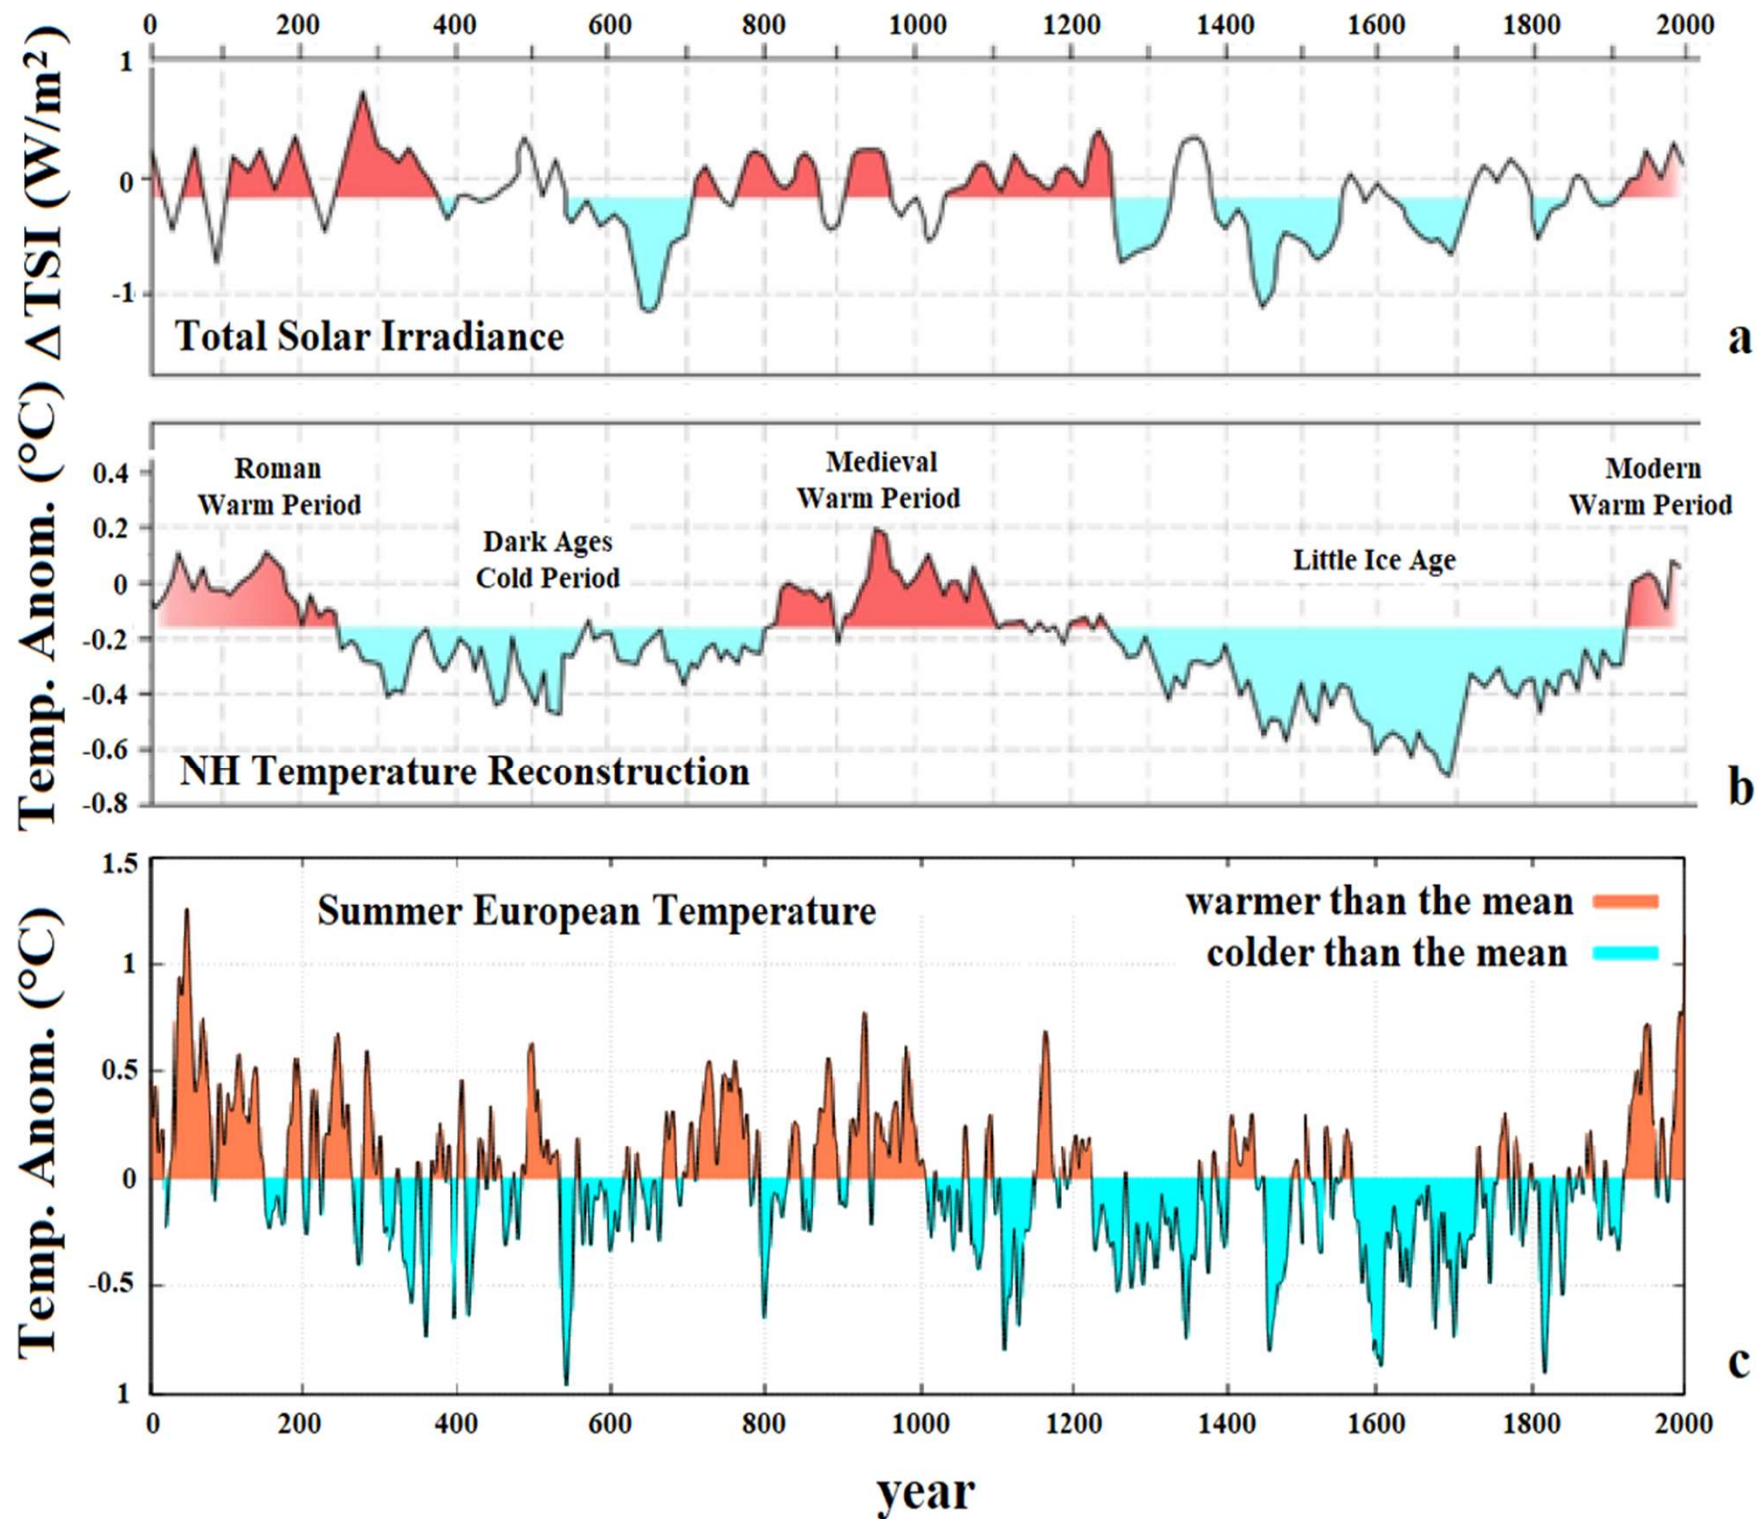 0 200 400 600 800 1000 1200 1400 1600 1800 2000
Δ TSI (W/m²)
1
0
-1
Total Solar Irradiance
a
Temp. Anom. (°C)
0.4
0.2
0
-0.2
-0.4
-0.6
-0.8
Roman
Warm Period
Dark Ages
Cold Period
Medieval
Warm Period
Little Ice Age
Modern
Warm Period
NH Temperature Reconstruction
b
Temp. Anom. (°C)
1.5
1
0.5
0
-0.5
1
Summer European Temperature
warmer than the mean
colder than the mean
c
0 200 400 600 800 1000 1200 1400 1600 1800 2000
year